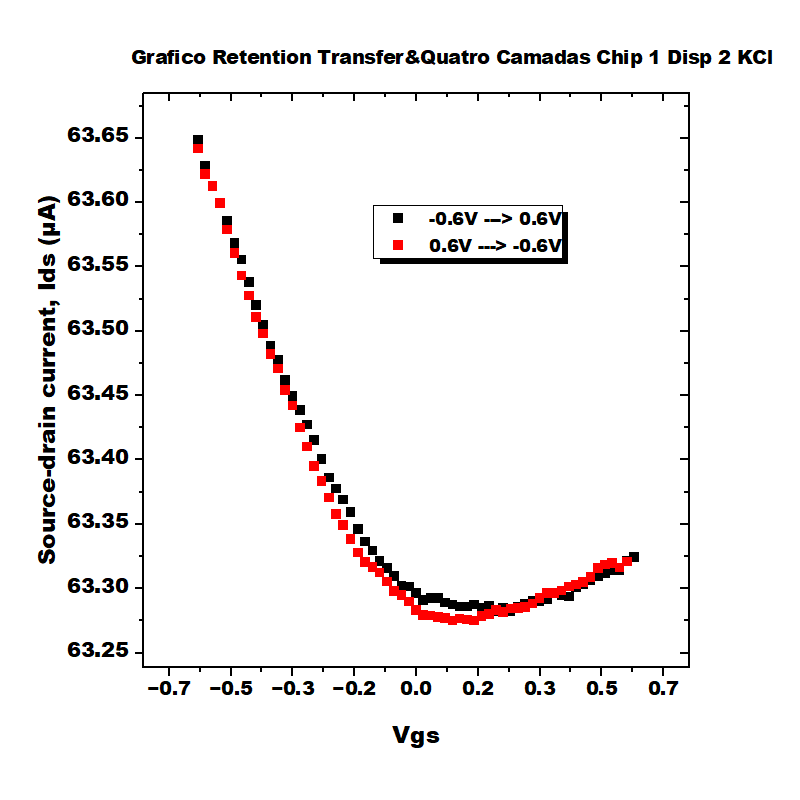 Grafico Retention Transfer&Quatro Camadas Chip 1 Disp 2 KCl
63.65
63.60
63.55
63.50
63.45
63.40
63.35
63.30
63.25
Source-drain current, Ids (µA)
-0.6V ---> 0.6V
0.6V ---> -0.6V
−0.7 −0.5 −0.3 −0.2 0.0 0.2 0.3 0.5 0.7
Vgs